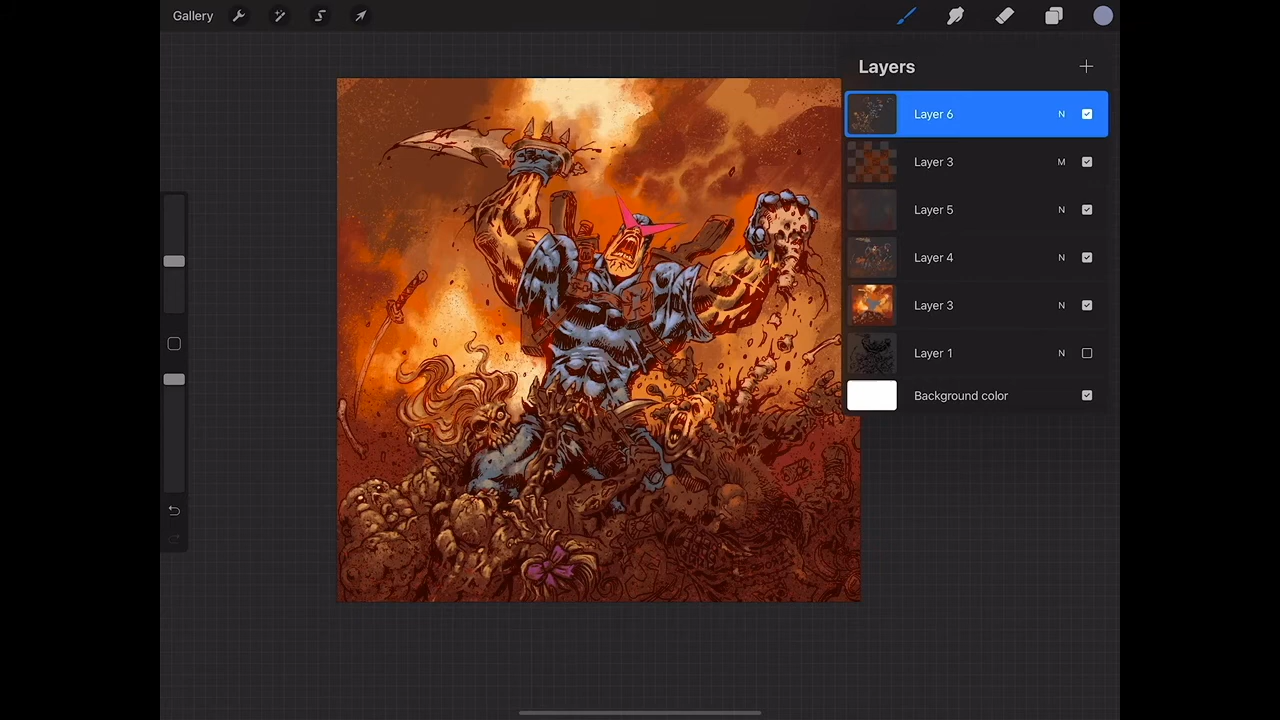 Gallery
Layers
Layer 6 N
Layer 3 M
Layer 5 N
Layer 4 N
Layer 3 N
Layer 1 N
Background color